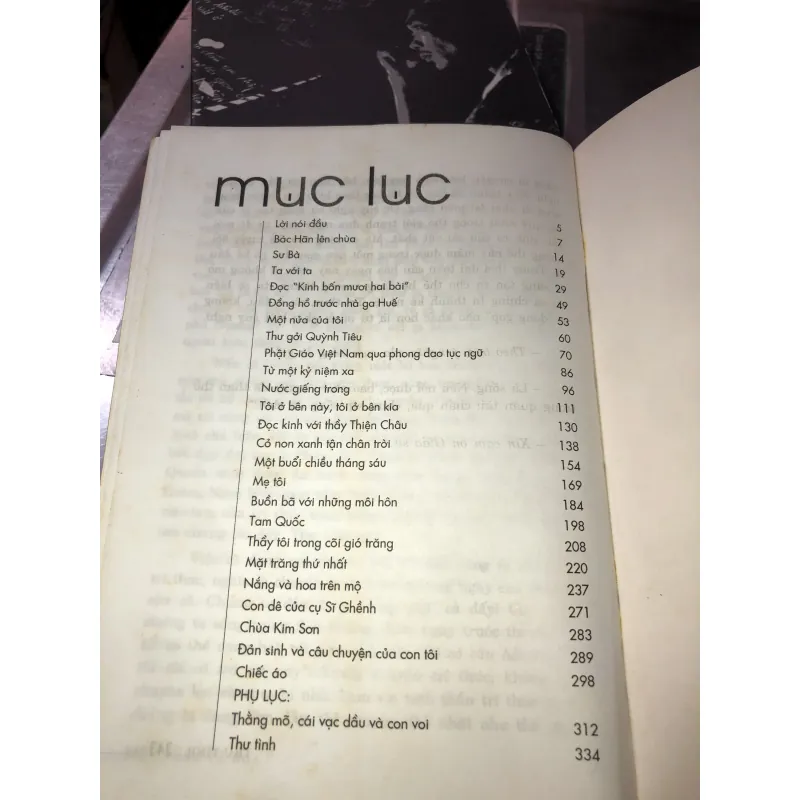 mục lục
Lời nói đầu 5
Bác Hãn lên chùa 7
Sư Bà 14
Ta với ta 19
Đọc "Kinh bốn mươi hai bài" 29
Đồng hồ trước nhà ga Huế 49
Một nửa của tôi 53
Thư gởi Quỳnh Tiêu 60
Phật Giáo Việt Nam qua phong dao tục ngữ 70
Từ một kỷ niệm xa 86
Nước giếng trong 96
Tôi ở bên này, tôi ở bên kia 111
Đọc kinh với thầy Thiện Châu 130
Cỏ non xanh tận chân trời 138
Một buổi chiều tháng sáu 154
Mẹ tôi 169
Buồn bã với những môi hôn 184
Tam Quốc 198
Thầy tôi trong cõi gió trăng 208
Mặt trăng thứ nhất 220
Nắng và hoa trên mộ 237
Con dê của cụ Sĩ Ghềnh 271
Chùa Kim Sơn 283
Đản sinh và câu chuyện của con tôi 289
Chiếc áo 298
PHỤ LỤC:
Thằng mõ, cái vạc dầu và con voi 312
Thư tình 334